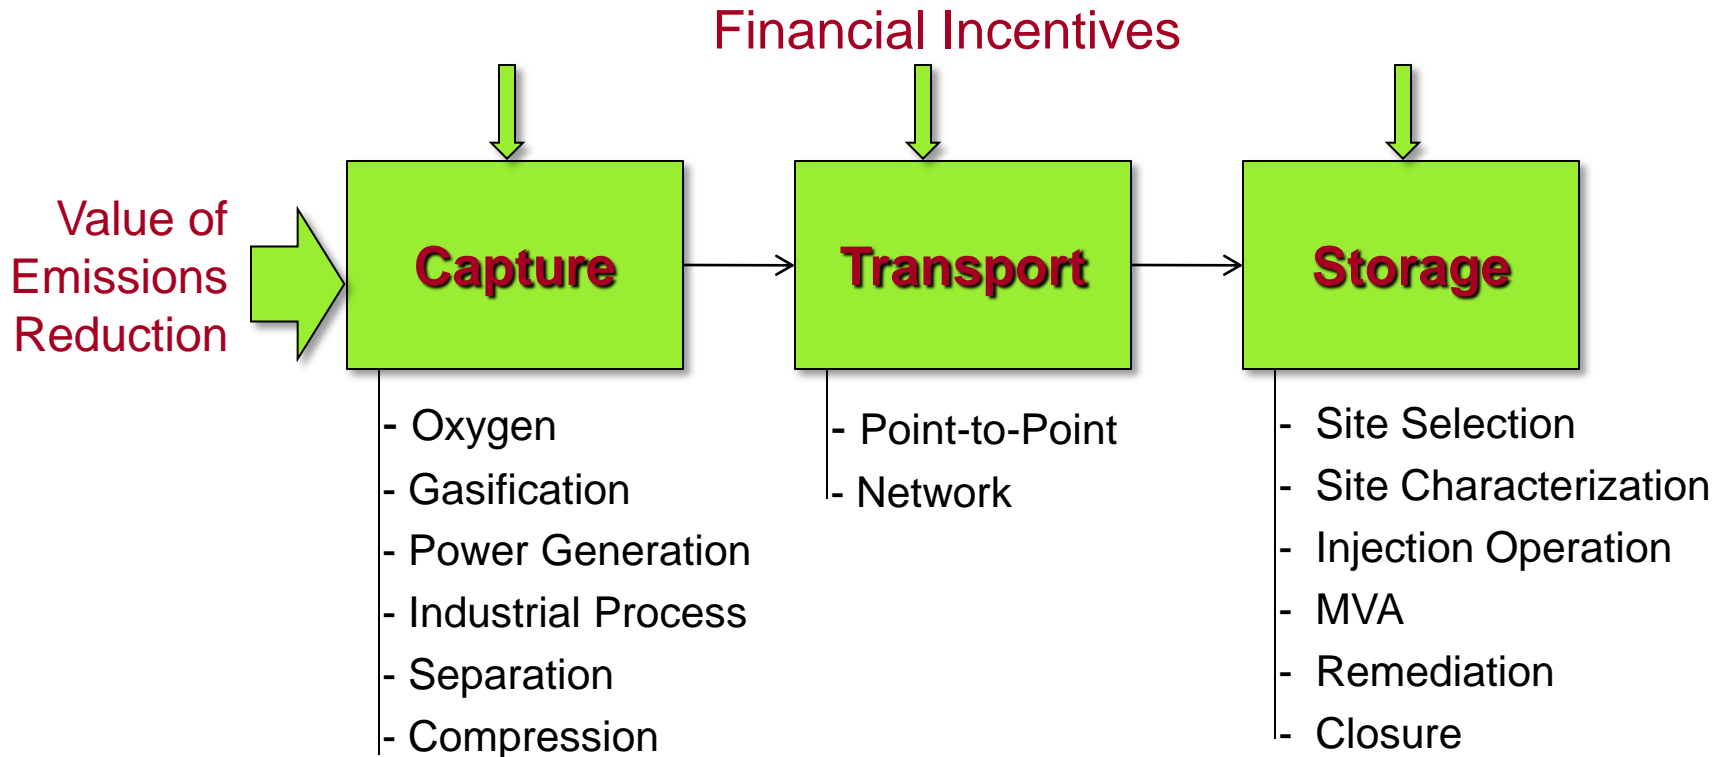 Financial Incentives
Value of
Emissions
Reduction
Capture
Transport
Storage
- Oxygen
- Gasification
- Power Generation
- Industrial Process
- Separation
- Compression
- Point-to-Point
- Network
- Site Selection
- Site Characterization
- Injection Operation
- MVA
- Remediation
- Closure